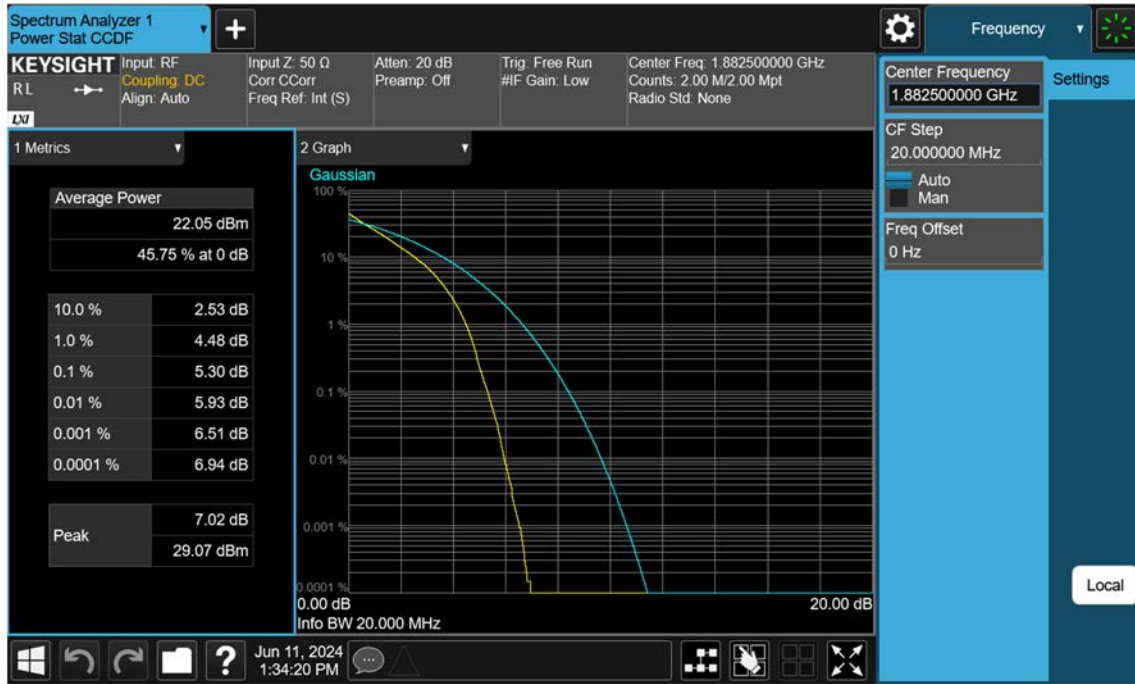 Spectrum Analyzer 1
Power Stat CCDF
+
Frequency
KEYSIGHT
RL
LXI
Input: RF
Coupling: DC
Align: Auto
Input Z: 50 Ω
Corr CCorr
Freq Ref: Int (S)
Atten: 20 dB
Preamp: Off
Trig: Free Run
#IF Gain: Low
Center Freq: 1.882500000 GHz
Counts: 2.00 M/2.00 Mpt
Radio Std: None
1 Metrics
Average Power
22.05 dBm
45.75 % at 0 dB
10.0 % 2.53 dB
1.0 % 4.48 dB
0.1 % 5.30 dB
0.01 % 5.93 dB
0.001 % 6.51 dB
0.0001 % 6.94 dB
Peak
7.02 dB
29.07 dBm
2 Graph
Gaussian
100 %
10 %
1 %
0.1 %
0.01 %
0.001 %
0.0001 %
0.00 dB 20.00 dB
Info BW 20.000 MHz
Center Frequency
1.882500000 GHz
CF Step
20.000000 MHz
Auto
Man
Freq Offset
0 Hz
Settings
Local
?
Jun 11, 2024
1:34:20 PM